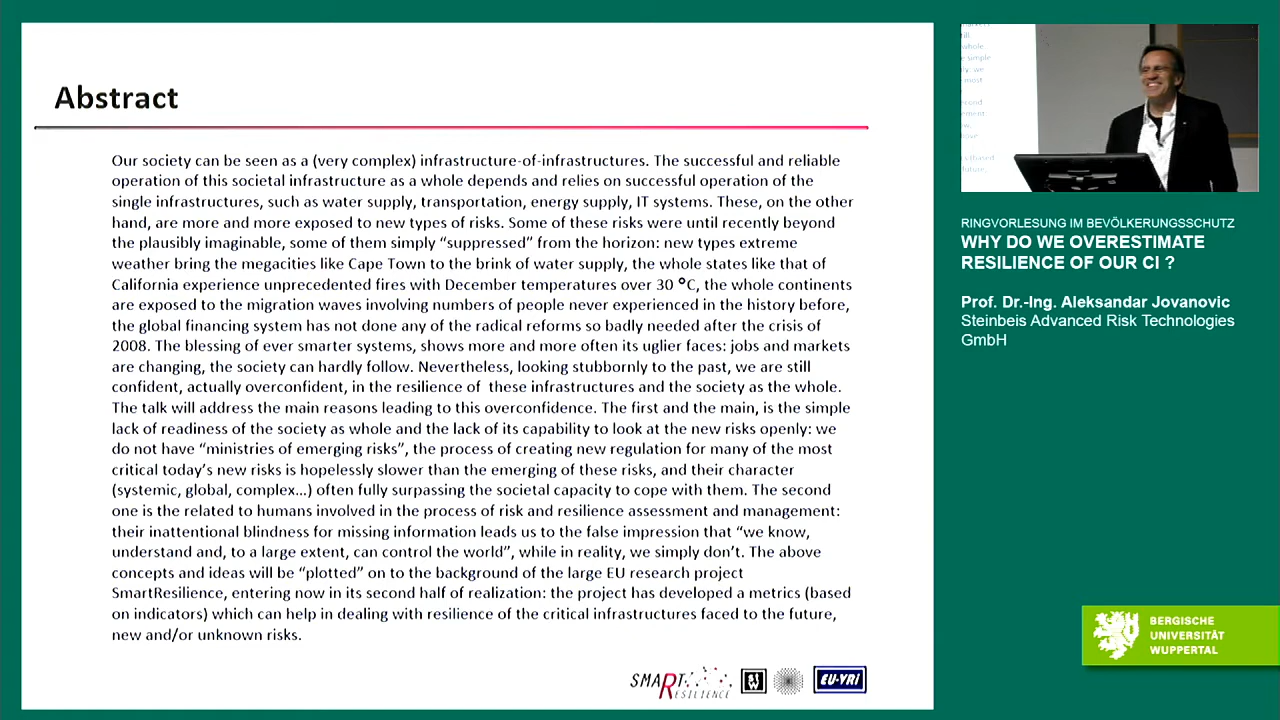 Abstract
Our society can be seen as a (very complex) infrastructure-of-infrastructures. The successful and reliable
operation of this societal infrastructure as a whole depends and relies on successful operation of the
single infrastructures, such as water supply, transportation, energy supply, IT systems. These, on the other
hand, are more and more exposed to new types of risks. Some of these risks were until recently beyond
the plausibly imaginable, some of them simply “suppressed” from the horizon: new types extreme
weather bring the megacities like Cape Town to the brink of water supply, the whole states like that of
California experience unprecedented fires with December temperatures over 30 °C, the whole continents
are exposed to the migration waves involving numbers of people never experienced in the history before,
the global financing system has not done any of the radical reforms so badly needed after the crisis of
2008. The blessing of ever smarter systems, shows more and more often its uglier faces: jobs and markets
are changing, the society can hardly follow. Nevertheless, looking stubbornly to the past, we are still
confident, actually overconfident, in the resilience of these infrastructures and the society as the whole.
The talk will address the main reasons leading to this overconfidence. The first and the main, is the simple
lack of readiness of the society as whole and the lack of its capability to look at the new risks openly: we
do not have “ministries of emerging risks”, the process of creating new regulation for many of the most
critical today’s new risks is hopelessly slower than the emerging of these risks, and their character
(systemic, global, complex...) often fully surpassing the societal capacity to cope with them. The second
one is the related to humans involved in the process of risk and resilience assessment and management:
their inattentional blindness for missing information leads us to the false impression that “we know,
understand and, to a large extent, can control the world”, while in reality, we simply don’t. The above
concepts and ideas will be “plotted” on to the background of the large EU research project
SmartResilience, entering now in its second half of realization: the project has developed a metrics (based
on indicators) which can help in dealing with resilience of the critical infrastructures faced to the future,
new and/or unknown risks.
SMART
RESILIENCE
EU-VRi
RINGVORLESUNG IM BEVÖLKERUNGSSCHUTZ
WHY DO WE OVERESTIMATE
RESILIENCE OF OUR CI ?
Prof. Dr.-Ing. Aleksandar Jovanovic
Steinbeis Advanced Risk Technologies
GmbH
BERGISCHE
UNIVERSITÄT
WUPPERTAL